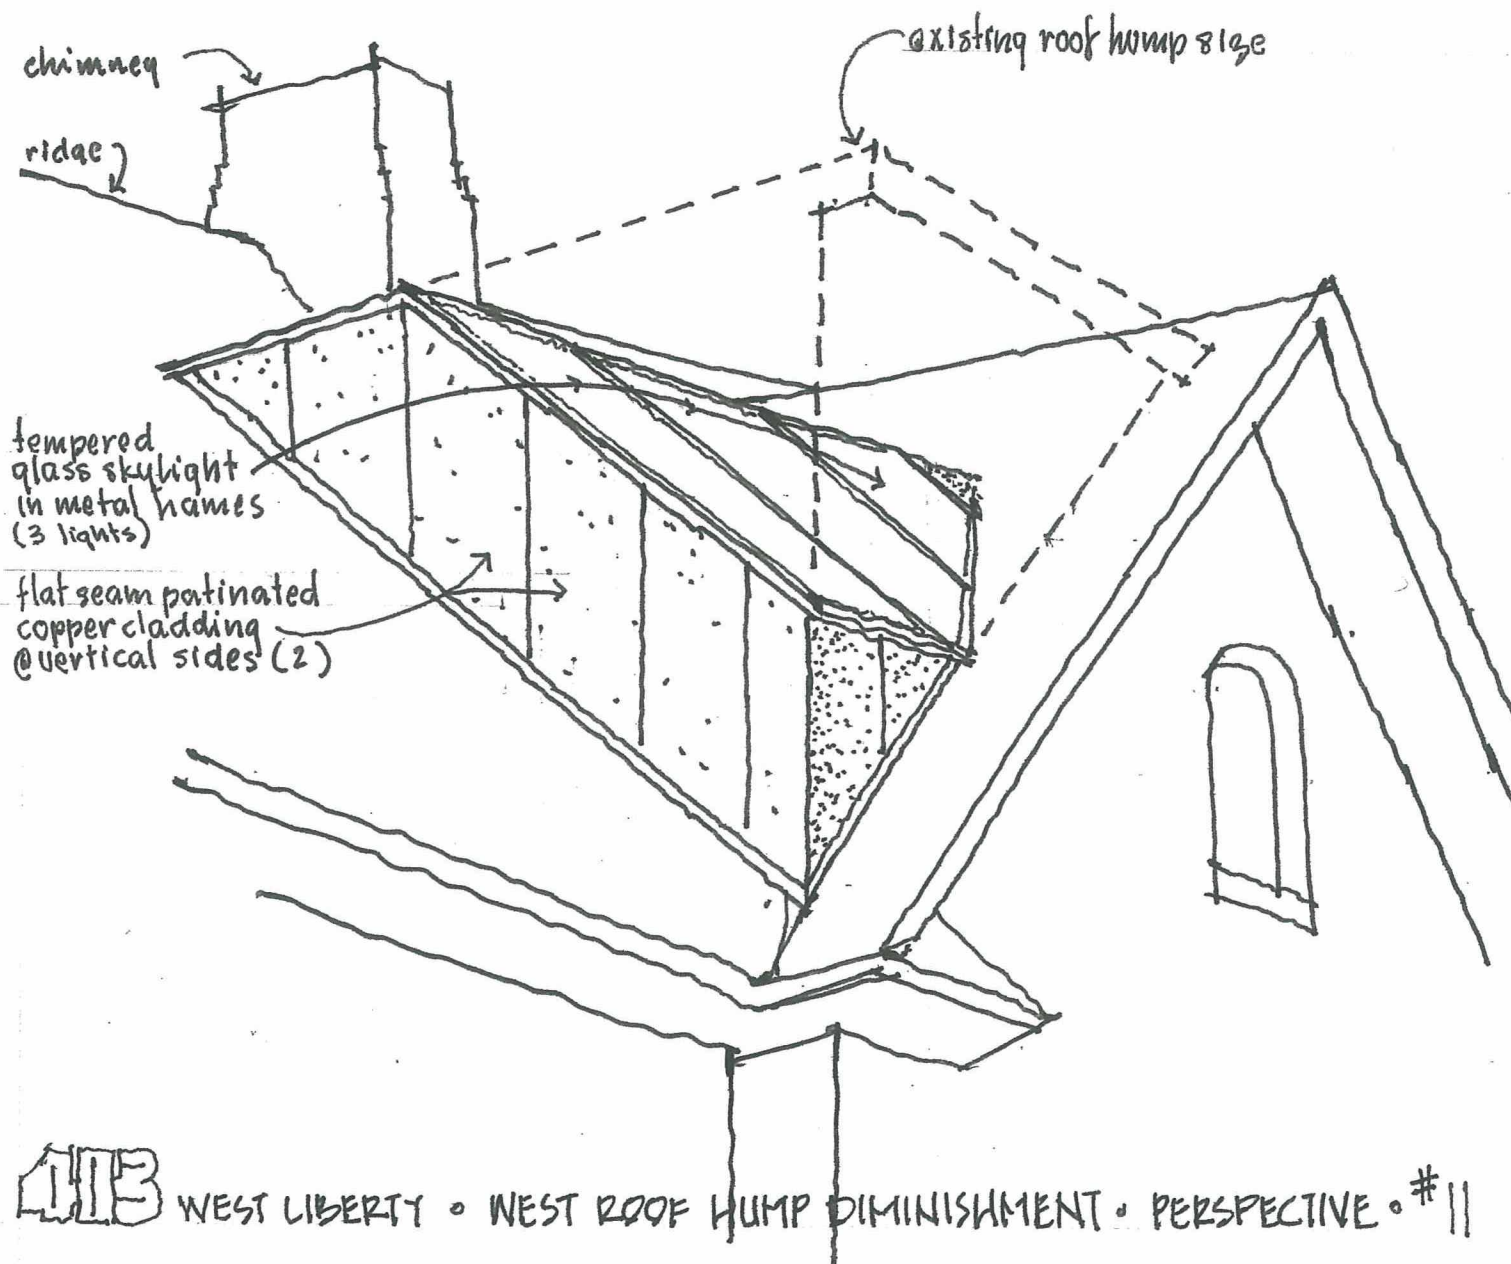 chimney
existing roof hump size
ridge
tempered
glass skylight
in metal frames
(3 lights)
flat seam patinated
copper cladding
@ vertical sides (2)
403 WEST LIBERTY • WEST ROOF HUMP DIMINISHMENT • PERSPECTIVE • #11